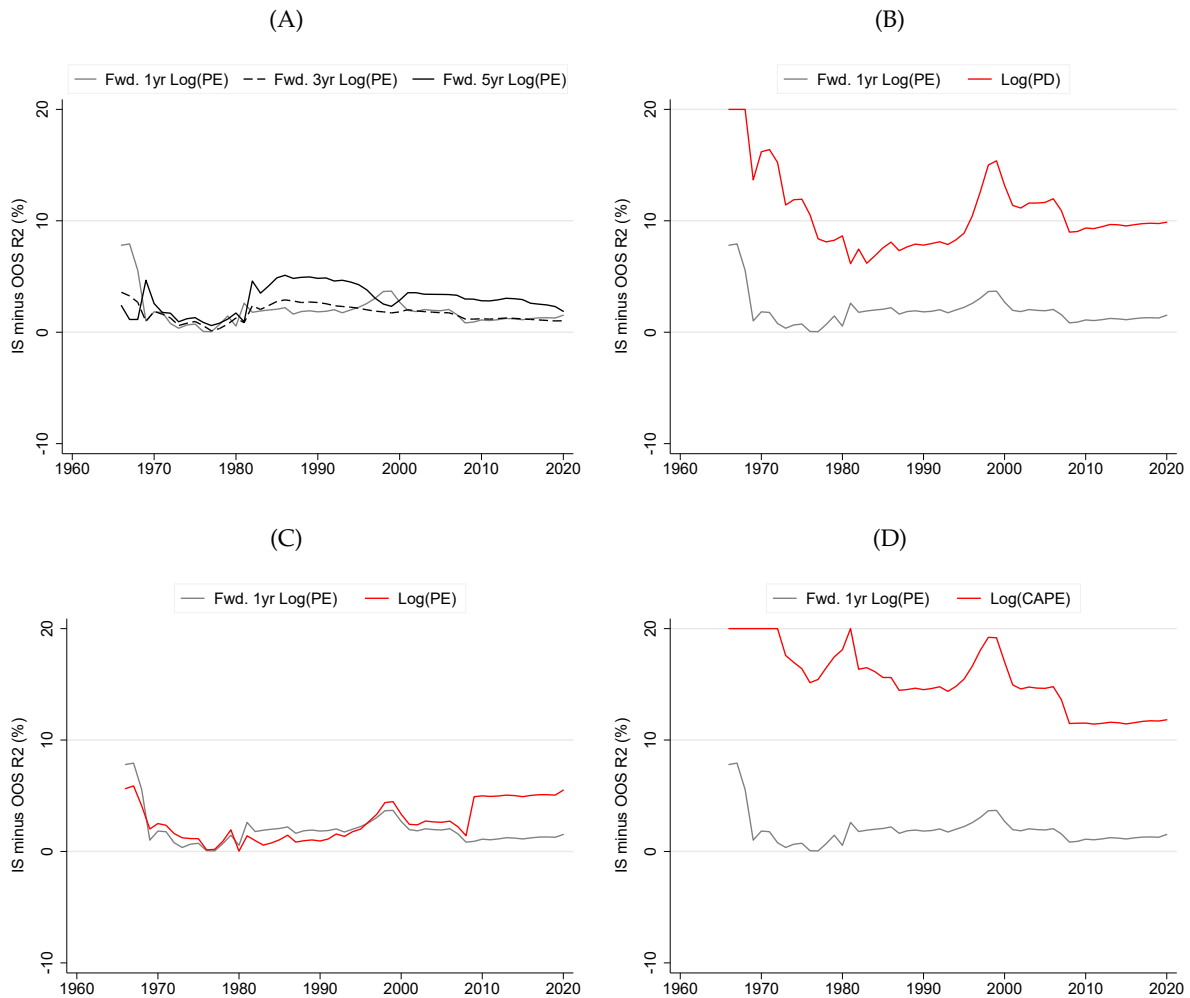 (A)
Fwd. 1yr Log(PE) Fwd. 3yr Log(PE) Fwd. 5yr Log(PE)
IS minus OOS R2 (%)
20
10
0
-10
1960 1970 1980 1990 2000 2010 2020
(B)
Fwd. 1yr Log(PE) Log(PD)
IS minus OOS R2 (%)
20
10
0
-10
1960 1970 1980 1990 2000 2010 2020
(C)
Fwd. 1yr Log(PE) Log(PE)
IS minus OOS R2 (%)
20
10
0
-10
1960 1970 1980 1990 2000 2010 2020
(D)
Fwd. 1yr Log(PE) Log(CAPE)
IS minus OOS R2 (%)
20
10
0
-10
1960 1970 1980 1990 2000 2010 2020